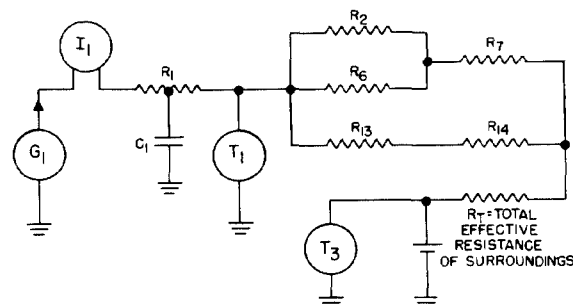 I1
R1
R2
R7
R6
G1
C1
T1
R13
R14
T3
RT=TOTAL
EFFECTIVE
RESISTANCE
OF SURROUNDINGS